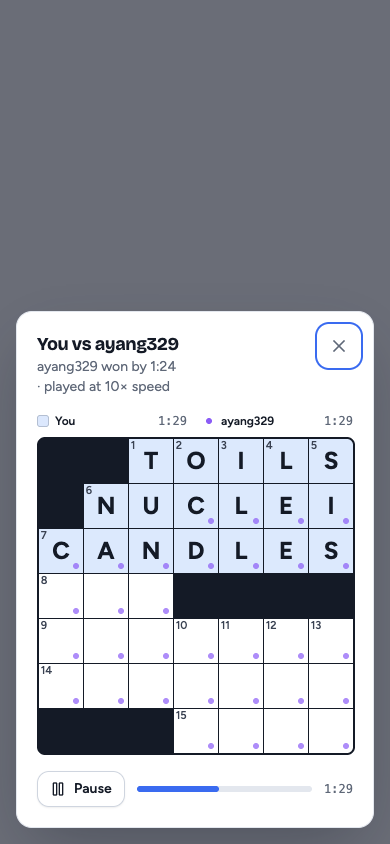 You vs ayang329
ayang329 won by 1:24
· played at 10× speed
You 1:29 ayang329 1:29
1 T 2 O 3 I 4 L 5 S
6 N U C L E I
7 C A N D L E S
8
9 10 11 12 13
14
15
Pause 1:29